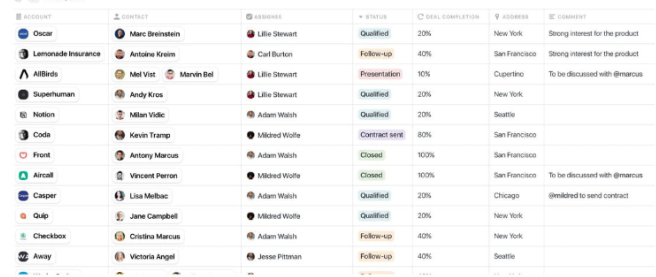 ACCOUNT CONTACT ASSIGNEE STATUS DEAL COMPLETION ADDRESS COMMENT
Oscar Marc Breinstein Lillie Stewart Qualified 20% New York Strong interest for the product
Lemonade Insurance Antoine Kreim Carl Burton Follow-up 40% San Francisco Strong interest for the product
AllBirds Mel Vist Marvin Bel Lillie Stewart Presentation 10% Cupertino To be discussed with @marcus
Superhuman Andy Kros Lillie Stewart Qualified 20% New York
Notion Milan Vidic Adam Walsh Qualified 20% Seattle
Coda Kevin Tramp Mildred Wolfe Contract sent 80% San Francisco
Front Antony Marcus Adam Walsh Closed 100% San Francisco
Aircall Vincent Perron Mildred Wolfe Closed 100% San Francisco To be discussed with @marcus
Casper Lisa Melbac Adam Walsh Qualified 20% Chicago @mildred to send contract
Quip Jane Campbell Mildred Wolfe Qualified 20% New York
Checkbox Cristina Marcus Adam Walsh Follow-up 40% New York
Away Victoria Angel Jesse Pittman Follow-up 40% Seattle